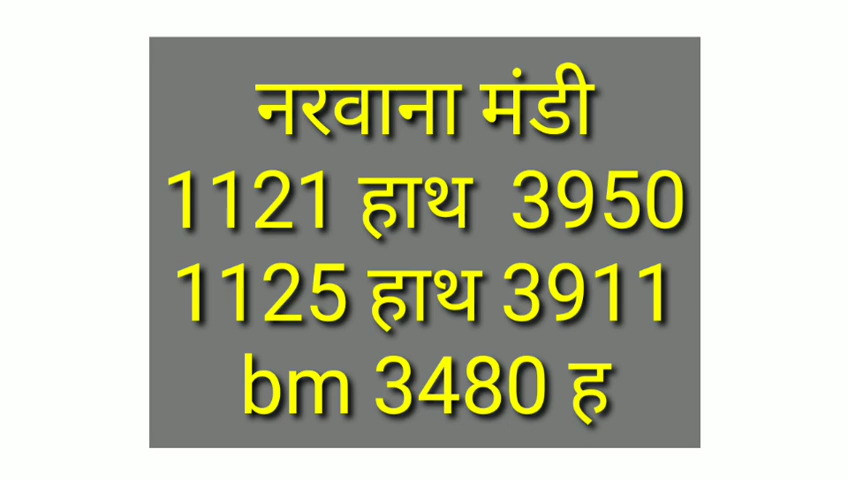 नरवाना मंडी
1121 हाथ 3950
1125 हाथ 3911
bm 3480 ह